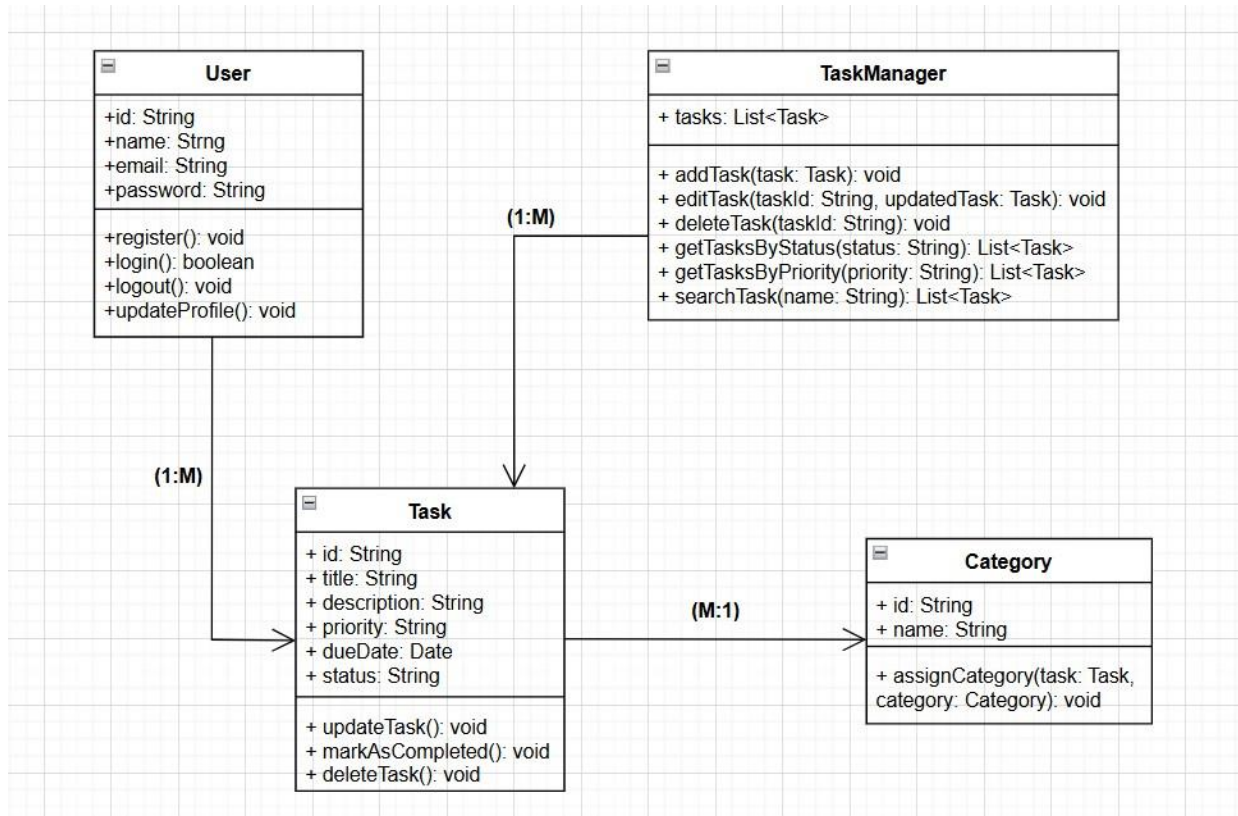 User
+id: String
+name: Strng
+email: String
+password: String
+register(): void
+login(): boolean
+logout(): void
+updateProfile(): void
TaskManager
+ tasks: List<Task>
+ addTask(task: Task): void
+ editTask(taskId: String, updatedTask: Task): void
+ deleteTask(taskId: String): void
+ getTasksByStatus(status: String): List<Task>
+ getTasksByPriority(priority: String): List<Task>
+ searchTask(name: String): List<Task>
(1:M)
(1:M)
Task
+ id: String
+ title: String
+ description: String
+ priority: String
+ dueDate: Date
+ status: String
+ updateTask(): void
+ markAsCompleted(): void
+ deleteTask(): void
(M:1)
Category
+ id: String
+ name: String
+ assignCategory(task: Task,
category: Category): void